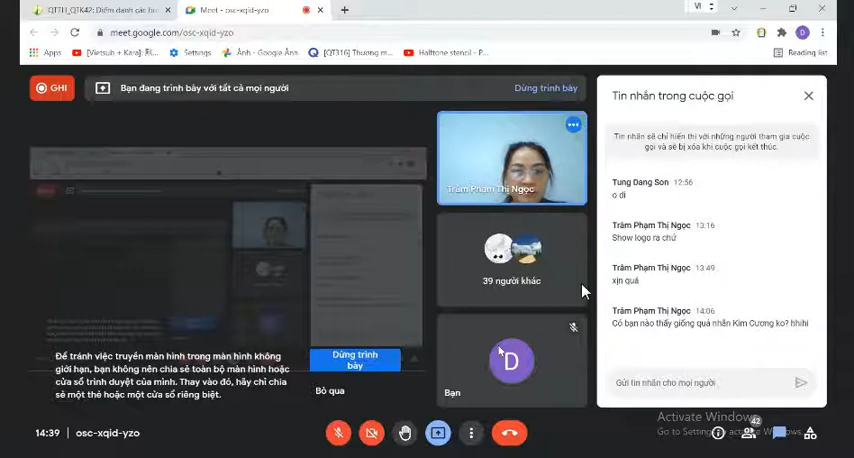 QTTH_QTK42: Điểm danh các bu
Meet - osc-xqid-yzo
VI
meet.google.com/osc-xqid-yzo
Apps
[Vietsub + Kara]
Settings
Ảnh - Google Ảnh
[QT316] Thương m...
Halftone stencil - P...
Reading list
GHI
Bạn đang trình bày với tất cả mọi người
Dừng trình bày
Trâm Phạm Thị Ngọc
39 người khác
D
Bạn
Để tránh việc truyền màn hình trong màn hình không
giới hạn, bạn không nên chia sẻ toàn bộ màn hình hoặc
cửa sổ trình duyệt của mình. Thay vào đó, hãy chỉ chia
sẻ một thẻ hoặc một cửa sổ riêng biệt.
Dừng trình
bày
Bỏ qua
Tin nhắn trong cuộc gọi
Tin nhắn sẽ chỉ hiển thị với những người tham gia cuộc
gọi và sẽ bị xóa khi cuộc gọi kết thúc.
Tung Dang Son 12:56
o di
Trâm Phạm Thị Ngọc 13:16
Show logo ra chứ
Trâm Phạm Thị Ngọc 13:49
xịn quá
Trâm Phạm Thị Ngọc 14:06
Có bạn nào thấy giống quả nhẫn Kim Cương ko? hhihi
Gửi tin nhắn cho mọi người
Activate Windows
Go to Settings to activate Windows.
42
14:39 | osc-xqid-yzo